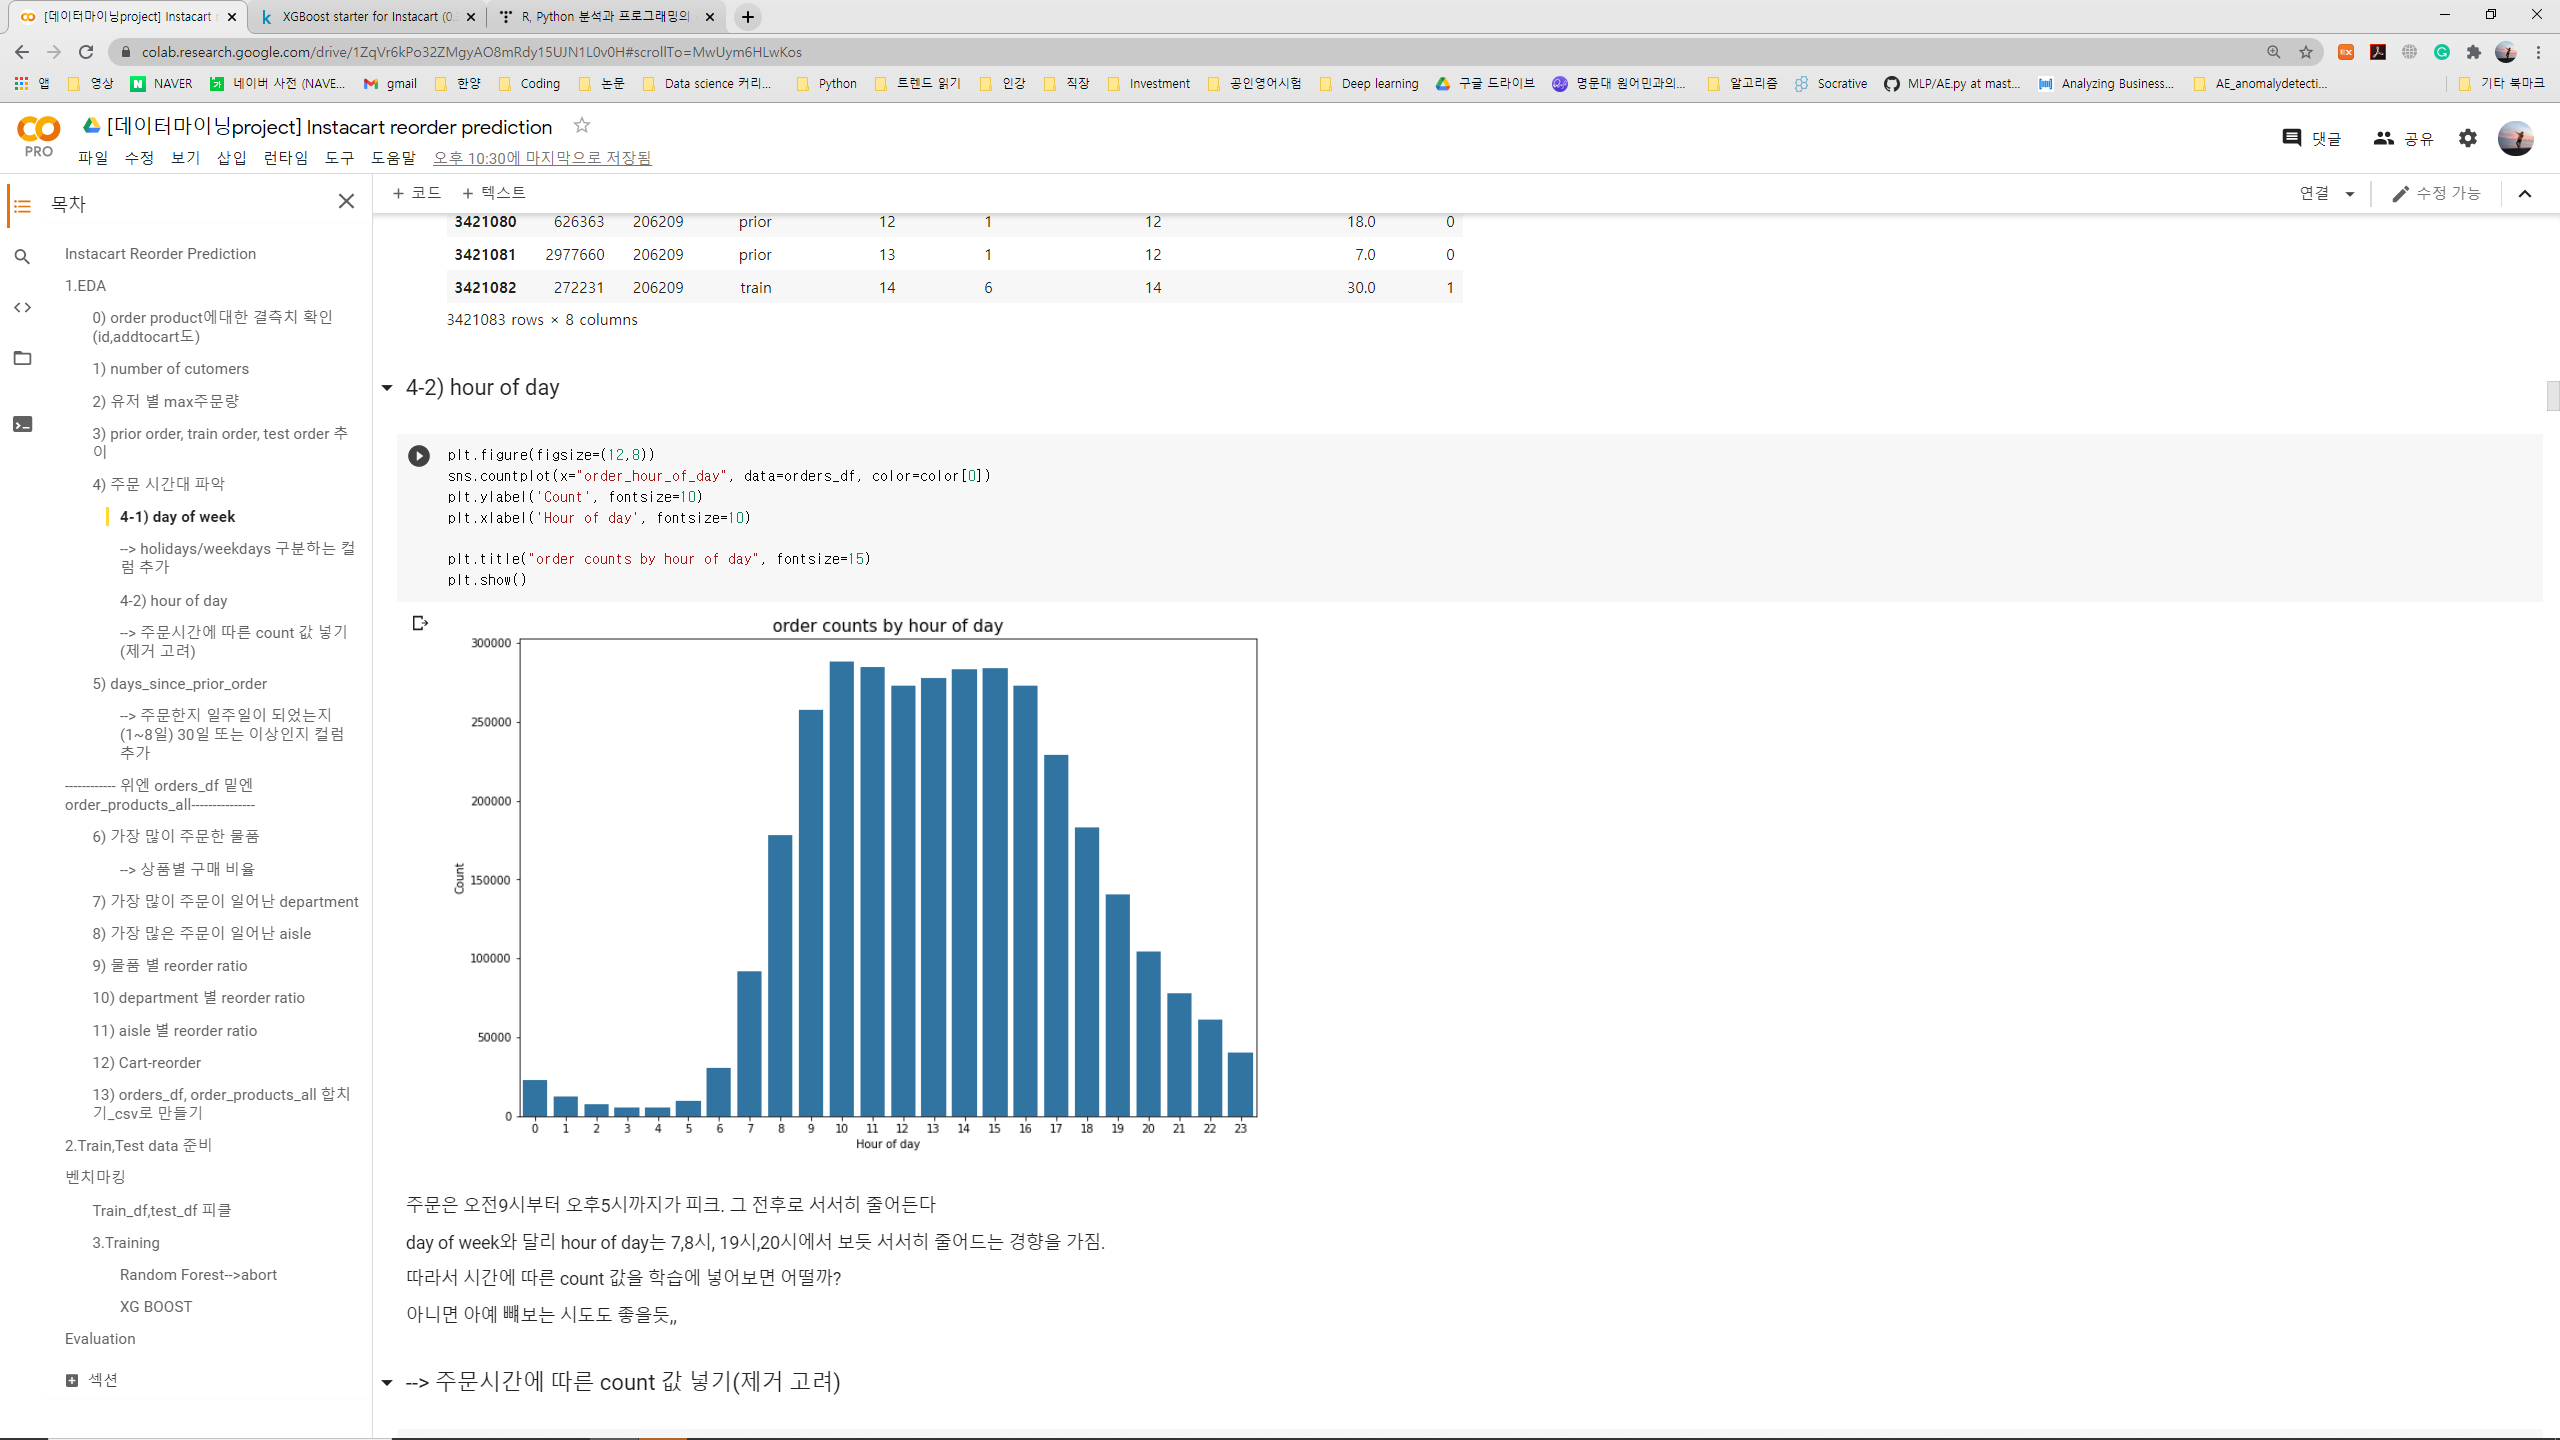 [데이터마이닝project] Instacart r
XGBoost starter for Instacart (0.
R, Python 분석과 프로그래밍의
colab.research.google.com/drive/1ZqVr6kPo32ZMgyAO8mRdy15UJN1L0v0H#scrollTo=MwUym6HLwKos
앱 영상 NAVER 네이버 사전 (NAVE... gmail 한양 Coding 논문 Data science 커리... Python 트렌드 읽기 인강 직장 Investment 공인영어시험 Deep learning 구글 드라이브 명문대 원어민과의... 알고리즘 Socrative MLP/AE.py at mast... Analyzing Business... AE_anomalydetecti... 기타 북마크
PRO
[데이터마이닝project] Instacart reorder prediction
댓글 공유
파일 수정 보기 삽입 런타임 도구 도움말 오후 10:30에 마지막으로 저장됨
목차
+ 코드 + 텍스트
연결 수정 가능
Instacart Reorder Prediction
1.EDA
0) order product에대한 결측치 확인
(id,addtocart도)
1) number of cutomers
2) 유저 별 max주문량
3) prior order, train order, test order 추
이
4) 주문 시간대 파악
4-1) day of week
--> holidays/weekdays 구분하는 컬
럼 추가
4-2) hour of day
--> 주문시간에 따른 count 값 넣기
(제거 고려)
5) days_since_prior_order
--> 주문한지 일주일이 되었는지
(1~8일) 30일 또는 이상인지 컬럼
추가
------------ 위엔 orders_df 밑엔
order_products_all---------------
6) 가장 많이 주문한 물품
--> 상품별 구매 비율
7) 가장 많이 주문이 일어난 department
8) 가장 많은 주문이 일어난 aisle
9) 물품 별 reorder ratio
10) department 별 reorder ratio
11) aisle 별 reorder ratio
12) Cart-reorder
13) orders_df, order_products_all 합치
기_csv로 만들기
2.Train,Test data 준비
벤치마킹
Train_df,test_df 피클
3.Training
Random Forest-->abort
XG BOOST
Evaluation
섹션
3421080 626363 206209 prior 12 1 12 18.0 0
3421081 2977660 206209 prior 13 1 12 7.0 0
3421082 272231 206209 train 14 6 14 30.0 1
3421083 rows × 8 columns
4-2) hour of day
plt.figure(figsize=(12,8))
sns.countplot(x="order_hour_of_day", data=orders_df, color=color[0])
plt.ylabel('Count', fontsize=10)
plt.xlabel('Hour of day', fontsize=10)
plt.title("order counts by hour of day", fontsize=15)
plt.show()
order counts by hour of day
300000
250000
200000
150000
100000
50000
0
Count
0 1 2 3 4 5 6 7 8 9 10 11 12 13 14 15 16 17 18 19 20 21 22 23
Hour of day
주문은 오전9시부터 오후5시까지가 피크. 그 전후로 서서히 줄어든다
day of week와 달리 hour of day는 7,8시, 19시,20시에서 보듯 서서히 줄어드는 경향을 가짐.
따라서 시간에 따른 count 값을 학습에 넣어보면 어떨까?
아니면 아예 빼보는 시도도 좋을듯,,
--> 주문시간에 따른 count 값 넣기(제거 고려)